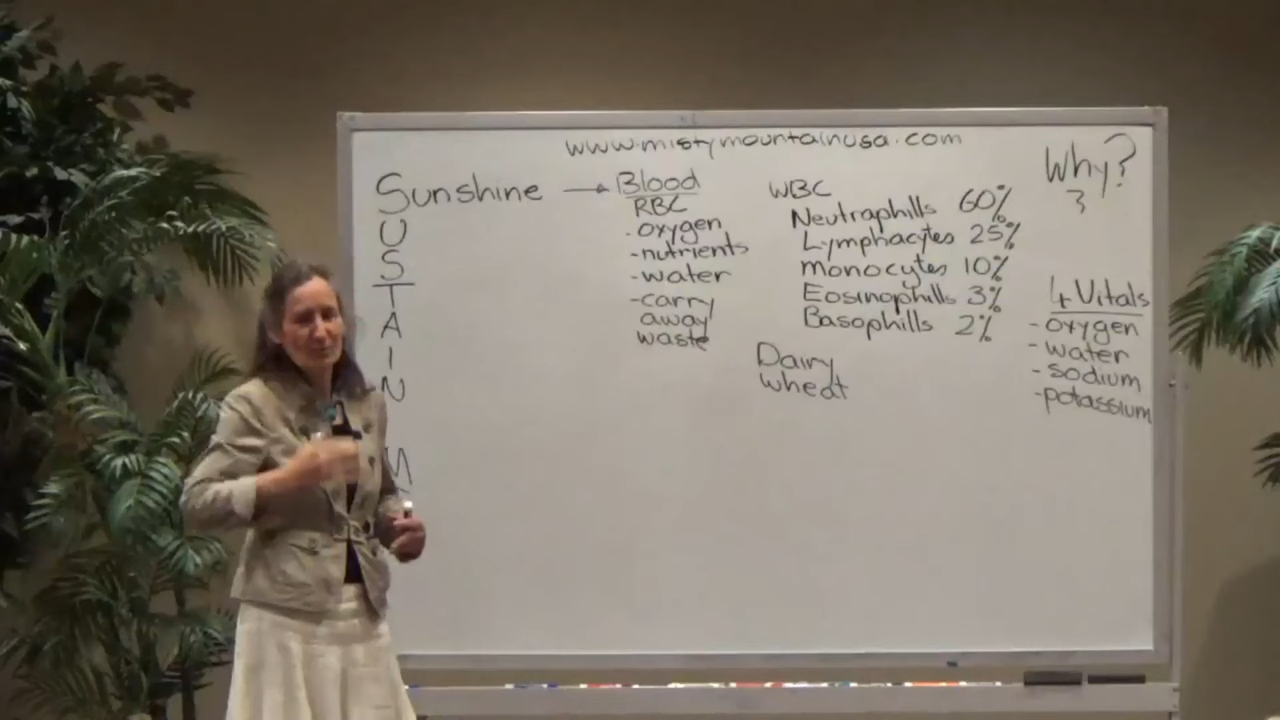 www.mistymountainusa.com
Sunshine → Blood
U
S
T
A
I
N
M
RBC
-oxygen
-nutrients
-water
-carry
away
waste
WBC
Neutraphills 60%
Lymphacytes 25%
monocytes 10%
Eosinophills 3%
Basophills 2%
Dairy
wheat
Why?
4 Vitals
-oxygen
-water
-sodium
-potassium